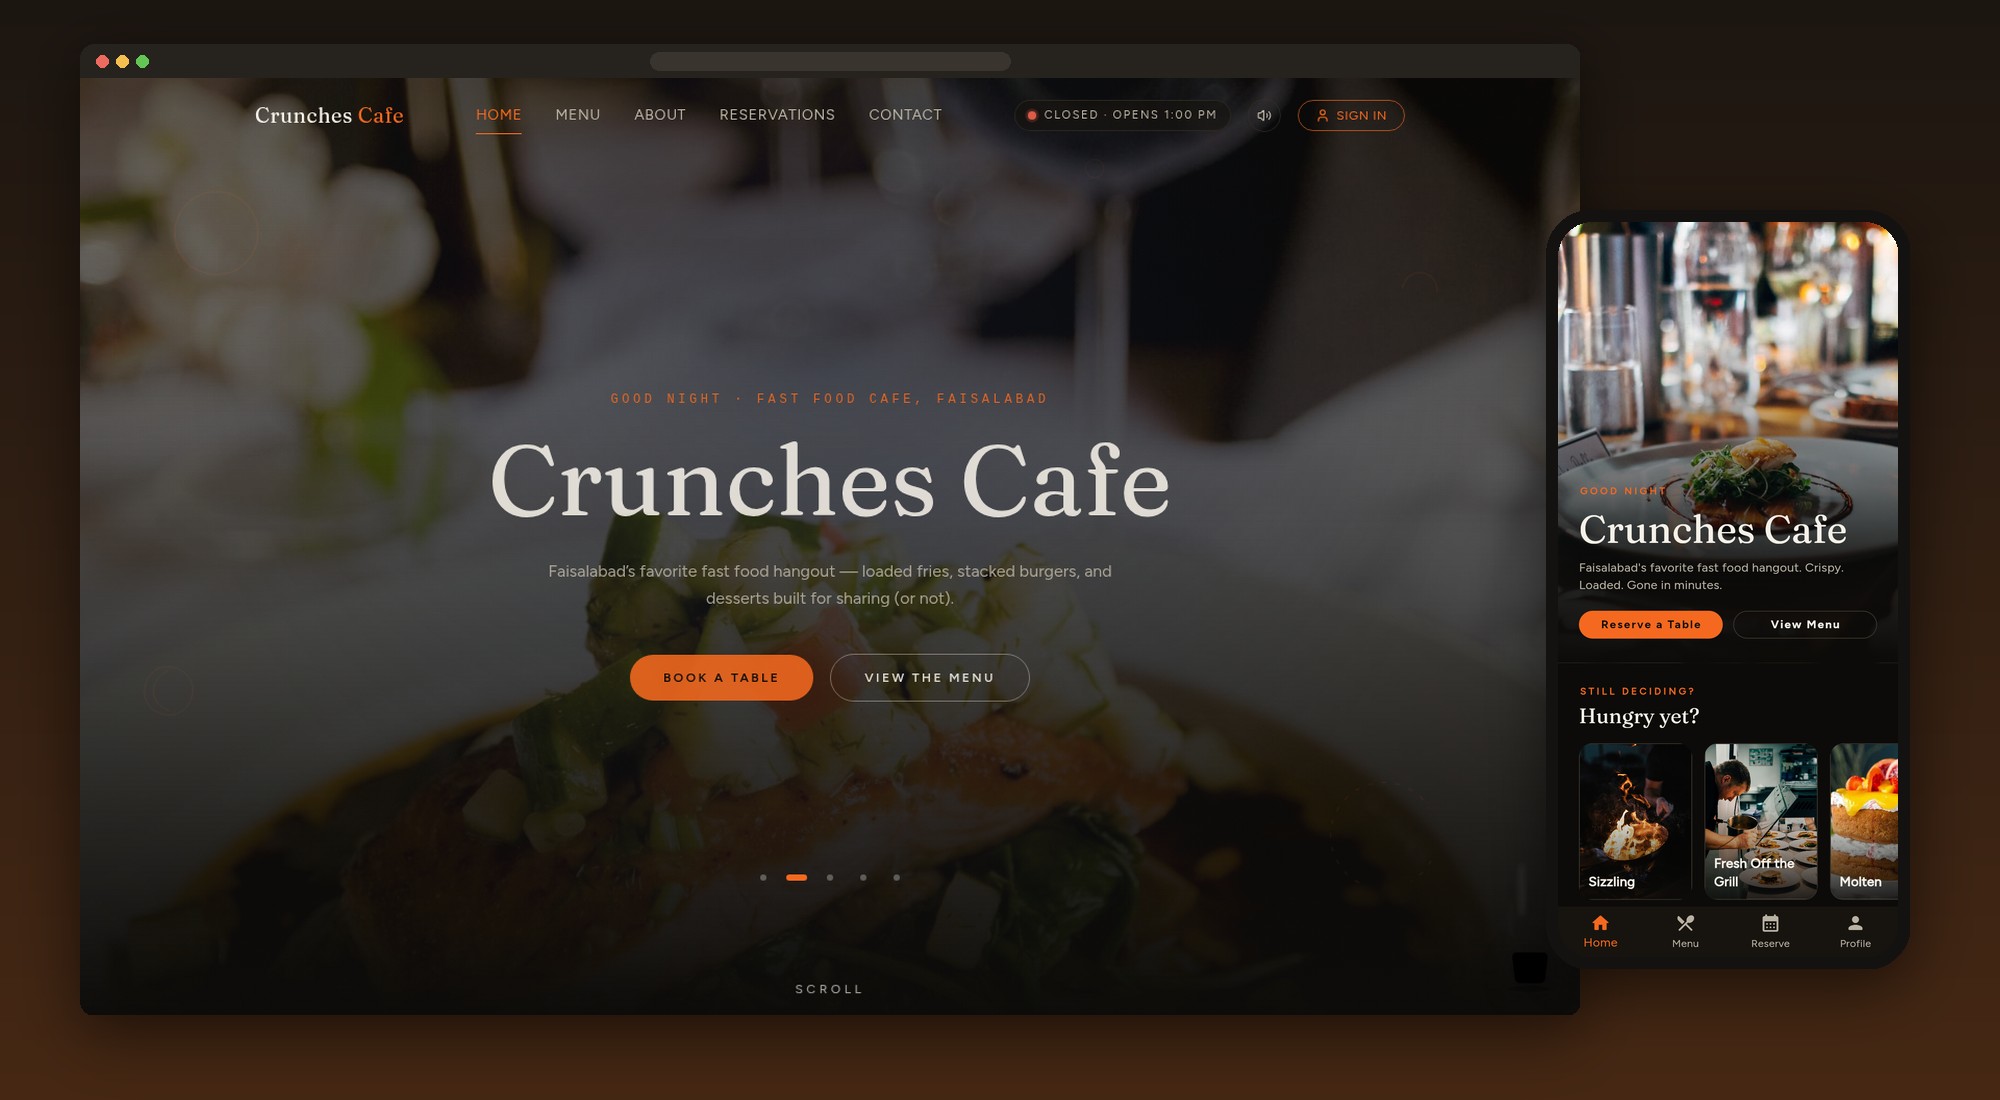 Crunches Cafe
HOME
MENU
ABOUT
RESERVATIONS
CONTACT
CLOSED · OPENS 1:00 PM
SIGN IN
GOOD NIGHT · FAST FOOD CAFE, FAISALABAD
Crunches Cafe
Faisalabad's favorite fast food hangout — loaded fries, stacked burgers, and
desserts built for sharing (or not).
BOOK A TABLE
VIEW THE MENU
SCROLL
GOOD NIGHT
Crunches Cafe
Faisalabad's favorite fast food hangout. Crispy.
Loaded. Gone in minutes.
Reserve a Table
View Menu
STILL DECIDING?
Hungry yet?
Sizzling
Fresh Off the
Grill
Molten
Home
Menu
Reserve
Profile